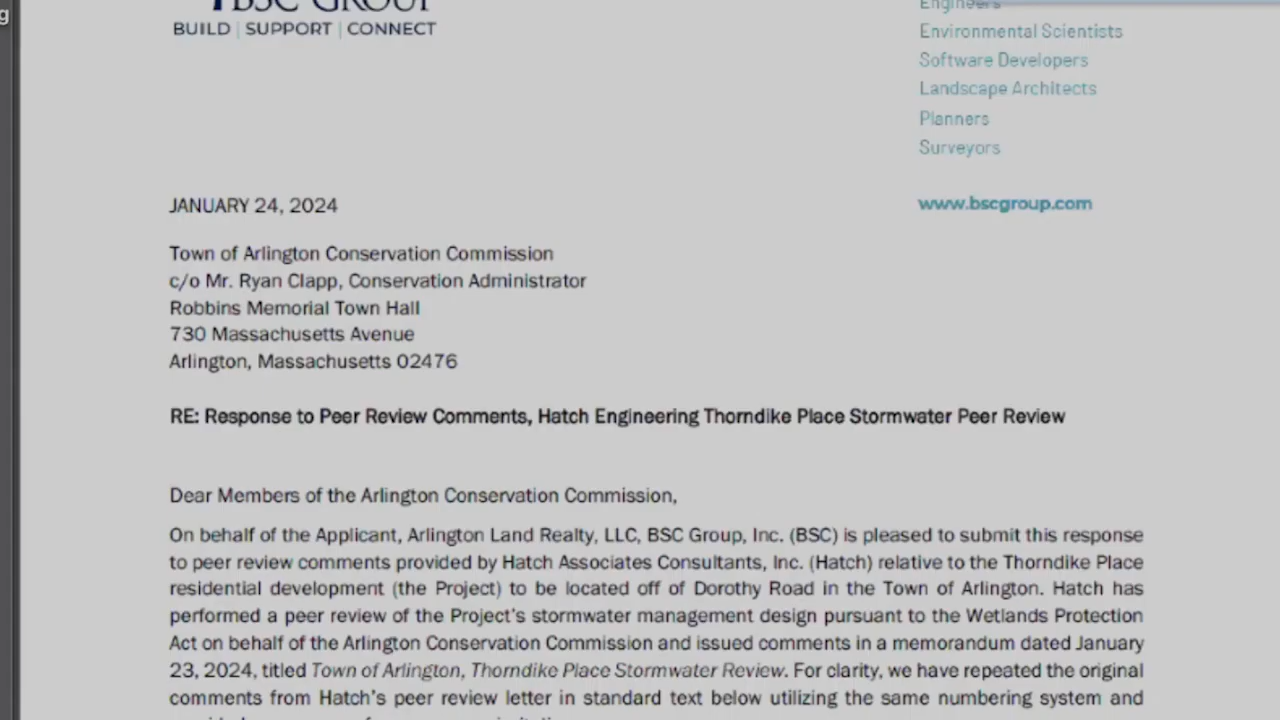 BSC GROUP
BUILD | SUPPORT | CONNECT
Engineers
Environmental Scientists
Software Developers
Landscape Architects
Planners
Surveyors
www.bscgroup.com
JANUARY 24, 2024
Town of Arlington Conservation Commission
c/o Mr. Ryan Clapp, Conservation Administrator
Robbins Memorial Town Hall
730 Massachusetts Avenue
Arlington, Massachusetts 02476
RE: Response to Peer Review Comments, Hatch Engineering Thorndike Place Stormwater Peer Review
Dear Members of the Arlington Conservation Commission,
On behalf of the Applicant, Arlington Land Realty, LLC, BSC Group, Inc. (BSC) is pleased to submit this response
to peer review comments provided by Hatch Associates Consultants, Inc. (Hatch) relative to the Thorndike Place
residential development (the Project) to be located off of Dorothy Road in the Town of Arlington. Hatch has
performed a peer review of the Project's stormwater management design pursuant to the Wetlands Protection
Act on behalf of the Arlington Conservation Commission and issued comments in a memorandum dated January
23, 2024, titled Town of Arlington, Thorndike Place Stormwater Review. For clarity, we have repeated the original
comments from Hatch's peer review letter in standard text below utilizing the same numbering system and